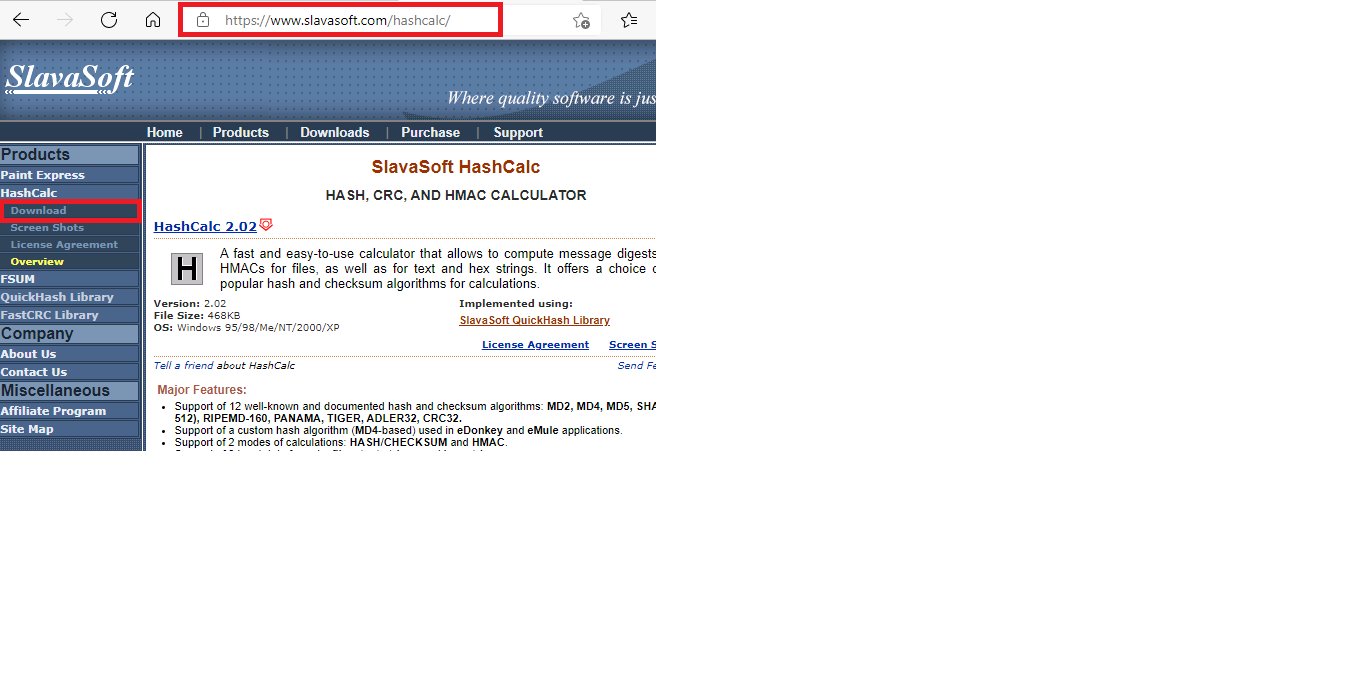 https://www.slavasoft.com/hashcalc/
SlavaSoft
Where quality software is jus
Home | Products | Downloads | Purchase | Support
Products
Paint Express
HashCalc
Download
Screen Shots
License Agreement
Overview
FSUM
QuickHash Library
FastCRC Library
Company
About Us
Contact Us
Miscellaneous
Affiliate Program
Site Map
SlavaSoft HashCalc
HASH, CRC, AND HMAC CALCULATOR
HashCalc 2.02
H
A fast and easy-to-use calculator that allows to compute message digests
HMACs for files, as well as for text and hex strings. It offers a choice
popular hash and checksum algorithms for calculations.
Version: 2.02
File Size: 468KB
OS: Windows 95/98/Me/NT/2000/XP
Implemented using:
SlavaSoft QuickHash Library
License Agreement Screen S
Tell a friend about HashCalc Send Fe
Major Features:
• Support of 12 well-known and documented hash and checksum algorithms: MD2, MD4, MD5, SHA
512), RIPEMD-160, PANAMA, TIGER, ADLER32, CRC32.
• Support of a custom hash algorithm (MD4-based) used in eDonkey and eMule applications.
• Support of 2 modes of calculations: HASH/CHECKSUM and HMAC.